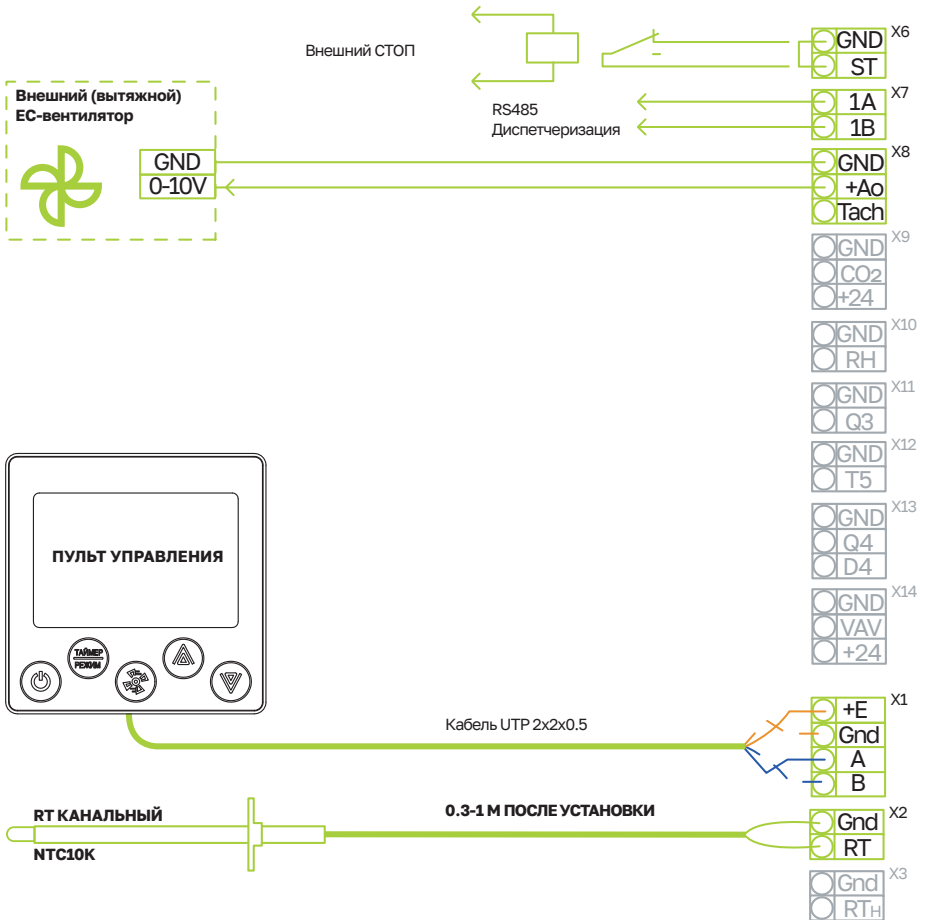 Внешний СТОП
GND X6
ST
Внешний (вытяжной)
EC-вентилятор
RS485
Диспетчеризация
1A X7
1B
GND
0-10V
GND X8
+Ao
Tach
GND X9
CO2
+24
GND X10
RH
GND X11
Q3
GND X12
T5
GND X13
Q4
D4
GND X14
VAV
+24
ПУЛЬТ УПРАВЛЕНИЯ
ТАЙМЕР
РЕЖИМ
Кабель UTP 2x2x0.5
+E X1
Gnd
A
B
RT КАНАЛЬНЫЙ
NTC10K
0.3-1 М ПОСЛЕ УСТАНОВКИ
Gnd X2
RT
Gnd X3
RTн